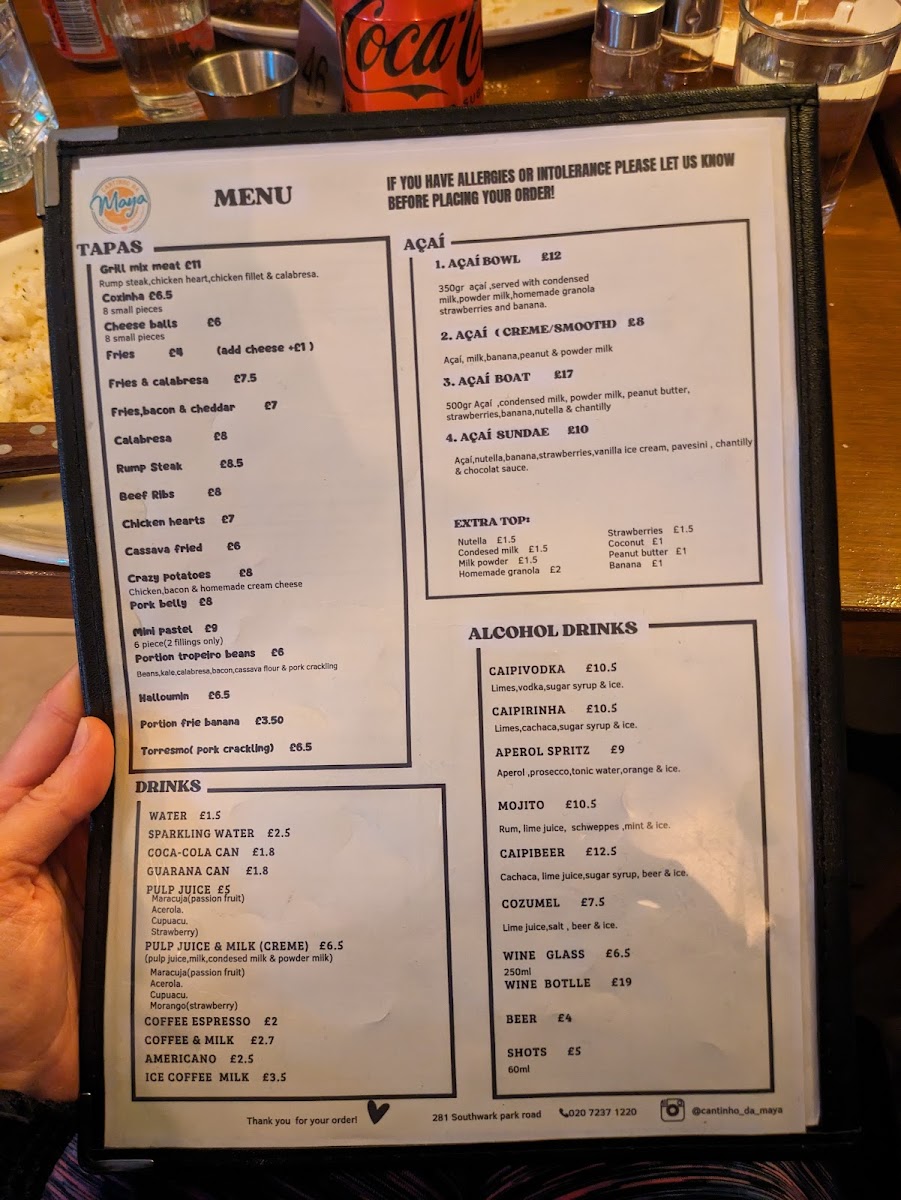 Coca-C
46
CANTINHO DA
Maya
MENU
IF YOU HAVE ALLERGIES OR INTOLERANCE PLEASE LET US KNOW
BEFORE PLACING YOUR ORDER!
TAPAS
Grill mix meat £11
Rump steak,chicken heart,chicken fillet & calabresa.
Coxinha £6.5
8 small pieces
Cheese balls £6
8 small pieces
Fries £4 (add cheese +£1 )
Fries & calabresa £7.5
Fries,bacon & cheddar £7
Calabresa £8
Rump Steak £8.5
Beef Ribs £8
Chicken hearts £7
Cassava fried £6
Crazy potatoes £8
Chicken,bacon & homemade cream cheese
Pork belly £8
Mini pastel £9
6 piece(2 fillings only)
Portion tropeiro beans £6
Beans,kale,calabresa,bacon,cassava flour & pork crackling
Halloumin £6.5
Portion frie banana £3.50
Torresmo( pork crackling) £6.5
DRINKS
WATER £1.5
SPARKLING WATER £2.5
COCA-COLA CAN £1.8
GUARANA CAN £1.8
PULP JUICE £5
Maracuja(passion fruit)
Acerola.
Cupuacu.
Strawberry)
PULP JUICE & MILK (CREME) £6.5
(pulp juice,milk,condesed milk & powder milk)
Maracuja(passion fruit)
Acerola.
Cupuacu.
Morango(strawberry)
COFFEE ESPRESSO £2
COFFEE & MILK £2.7
AMERICANO £2.5
ICE COFFEE MILK £3.5
AÇAÍ
1. AÇAÍ BOWL £12
350gr açaí ,served with condensed
milk,powder milk,homemade granola
strawberries and banana.
2. AÇAÍ ( CREME/SMOOTH) £8
Açaí, milk,banana,peanut & powder milk
3. AÇAÍ BOAT £17
500gr Açaí ,condensed milk, powder milk, peanut butter,
strawberries,banana,nutella & chantilly
4. AÇAÍ SUNDAE £10
Açaí,nutella,banana,strawberries,vanilla ice cream, pavesini , chantilly
& chocolat sauce.
EXTRA TOP:
Nutella £1.5
Condesed milk £1.5
Milk powder £1.5
Homemade granola £2
Strawberries £1.5
Coconut £1
Peanut butter £1
Banana £1
ALCOHOL DRINKS
CAIPIVODKA £10.5
Limes,vodka,sugar syrup & ice.
CAIPIRINHA £10.5
Limes,cachaca,sugar syrup & ice.
APEROL SPRITZ £9
Aperol ,prosecco,tonic water,orange & ice.
MOJITO £10.5
Rum, lime juice, schweppes ,mint & ice.
CAIPIBEER £12.5
Cachaca, lime juice,sugar syrup, beer & ice.
COZUMEL £7.5
Lime juice,salt , beer & ice.
WINE GLASS £6.5
250ml
WINE BOTLLE £19
BEER £4
SHOTS £5
60ml
Thank you for your order!
281 Southwark park road
020 7237 1220
@cantinho_da_maya